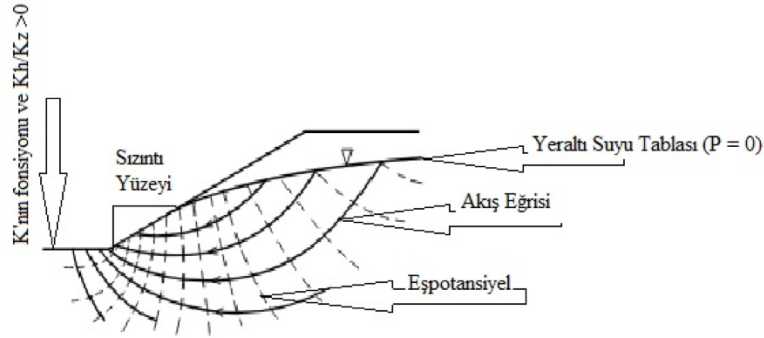 K'nın fonsiyonu ve Kh/Kz >0
Sızıntı
Yüzeyi
Yeraltı Suyu Tablası (P = 0)
Akış Eğrisi
Eşpotansiyel